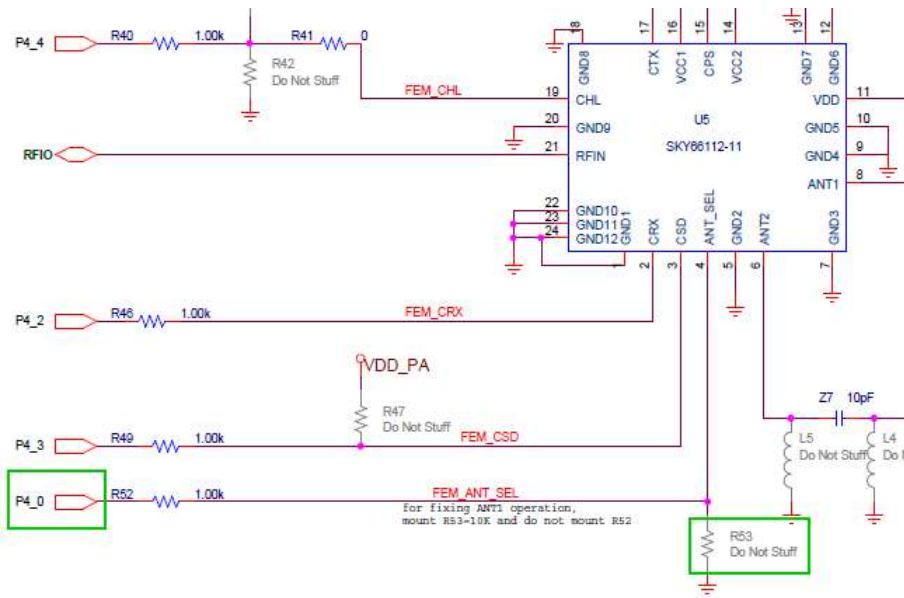 P4_4
R40
1.00k
R41
0
R42
Do Not Stuff
FEM_CHL
18
17
16
15
14
13
12
GND8
CTX
VCC1
CPS
VCC2
GND7
GND6
19
CHL
VDD
11
U5
SKY66112-11
20
GND9
GND5
10
RFIO
21
RFIN
GND4
9
ANT1
8
22
GND10
23
GND11
24
GND12
GND1
CRX
CSD
ANT_SEL
GND2
ANT2
GND3
1
2
3
4
5
6
7
P4_2
R46
1.00k
FEM_CRX
VDD_PA
R47
Do Not Stuff
Z7
10pF
P4_3
R49
1.00k
FEM_CSD
L5
Do Not Stuff
L4
Do
P4_0
R52
1.00k
FEM_ANT_SEL
for fixing ANT1 operation,
mount R53-10K and do not mount R52
R53
Do Not Stuff